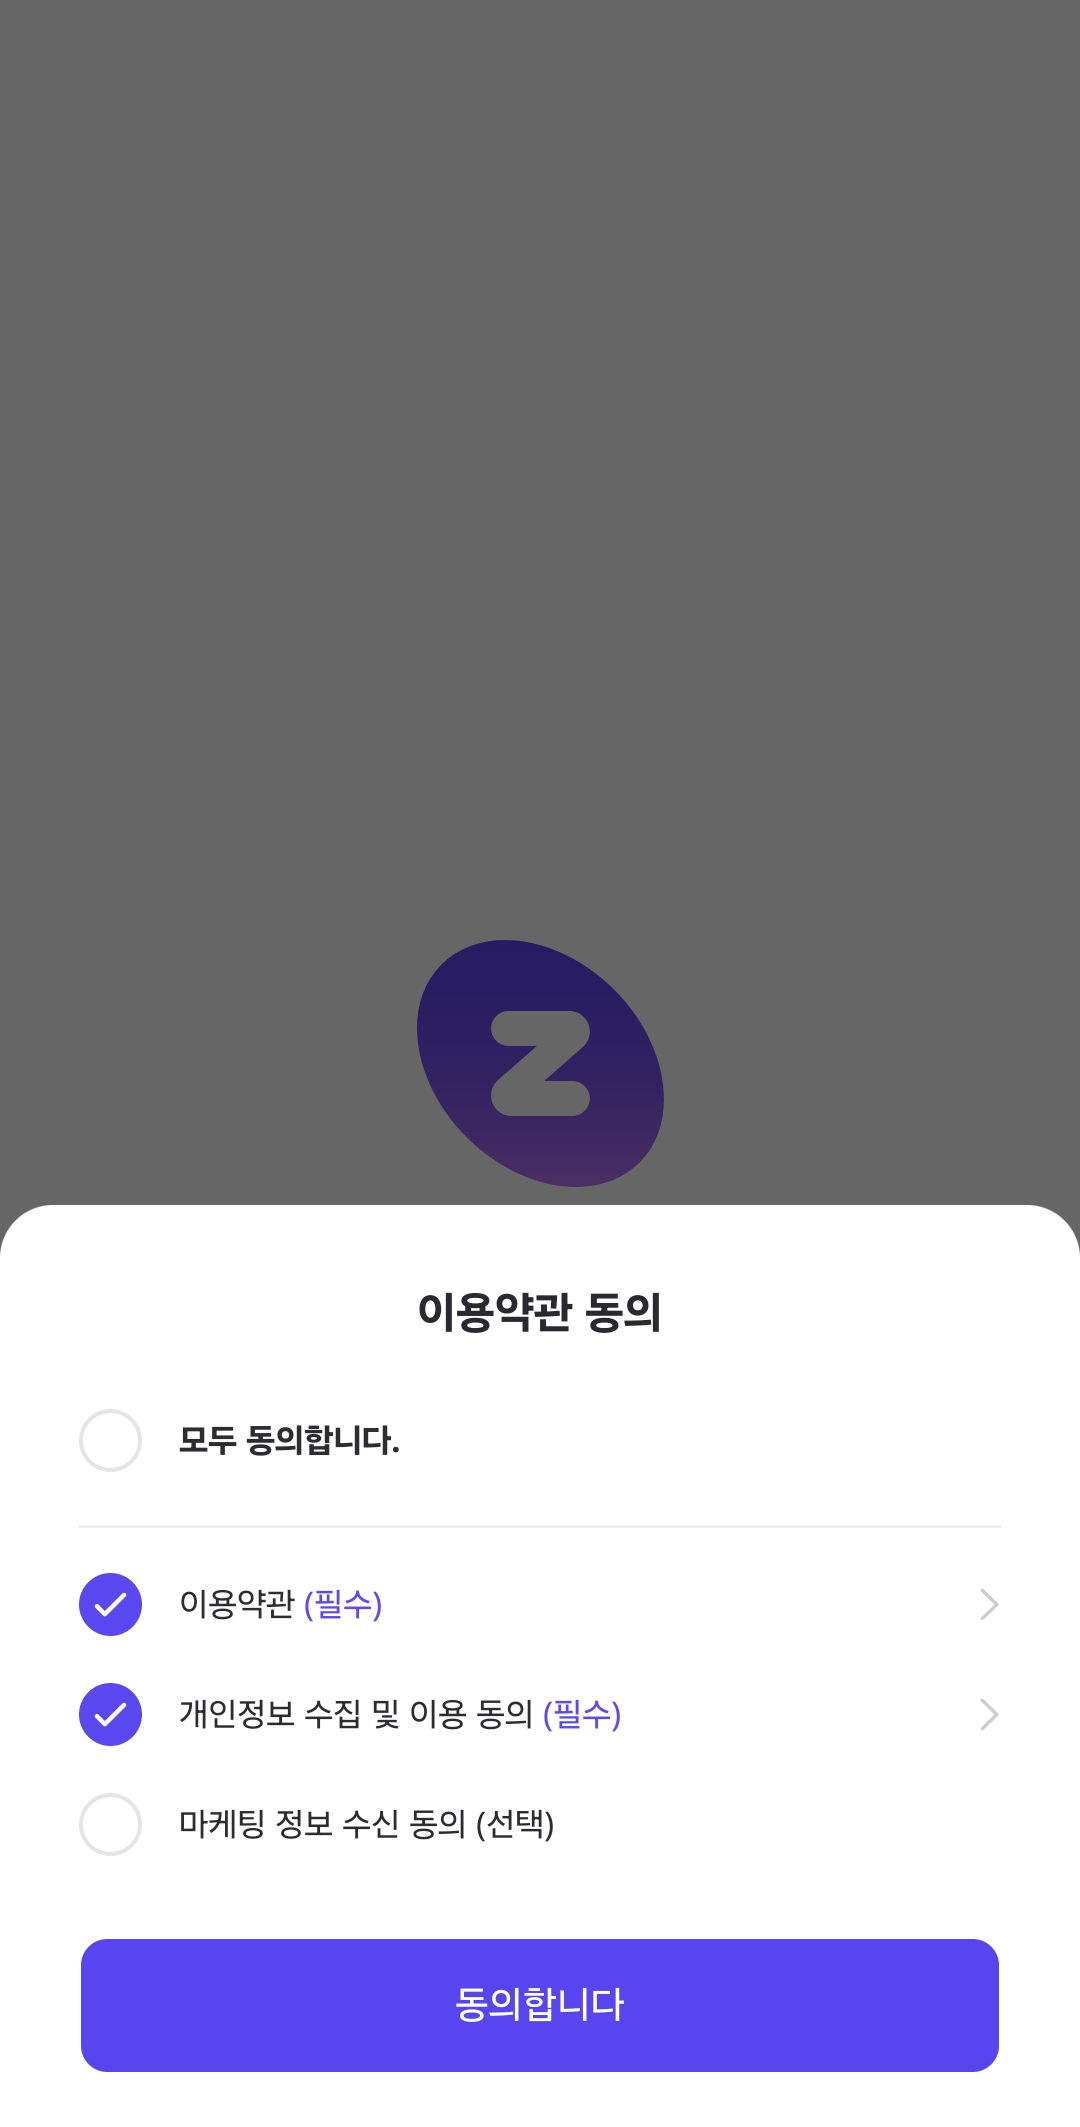 z
이용약관 동의
모두 동의합니다.
이용약관 (필수)
개인정보 수집 및 이용 동의 (필수)
마케팅 정보 수신 동의 (선택)
동의합니다